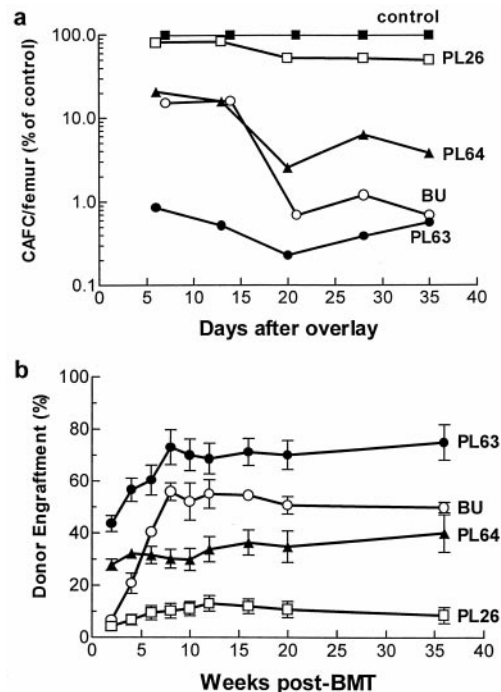 a
control
100.0
10.0
1.0
0.1
CAFC/femur (% of control)
PL26
PL64
BU
PL63
0 5 10 15 20 25 30 35 40
Days after overlay
b
100
80
60
40
20
0
Donor Engraftment (%)
PL63
BU
PL64
PL26
0 5 10 15 20 25 30 35 40
Weeks post-BMT